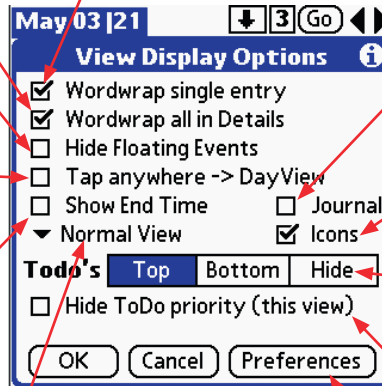 May 03 |21 3 Go
View Display Options i
Wordwrap single entry
Wordwrap all in Details
Hide Floating Events
Tap anywhere -> DayView
Show End Time Journal
Normal View Icons
Todo's Top Bottom Hide
Hide ToDo priority (this view)
OK Cancel Preferences